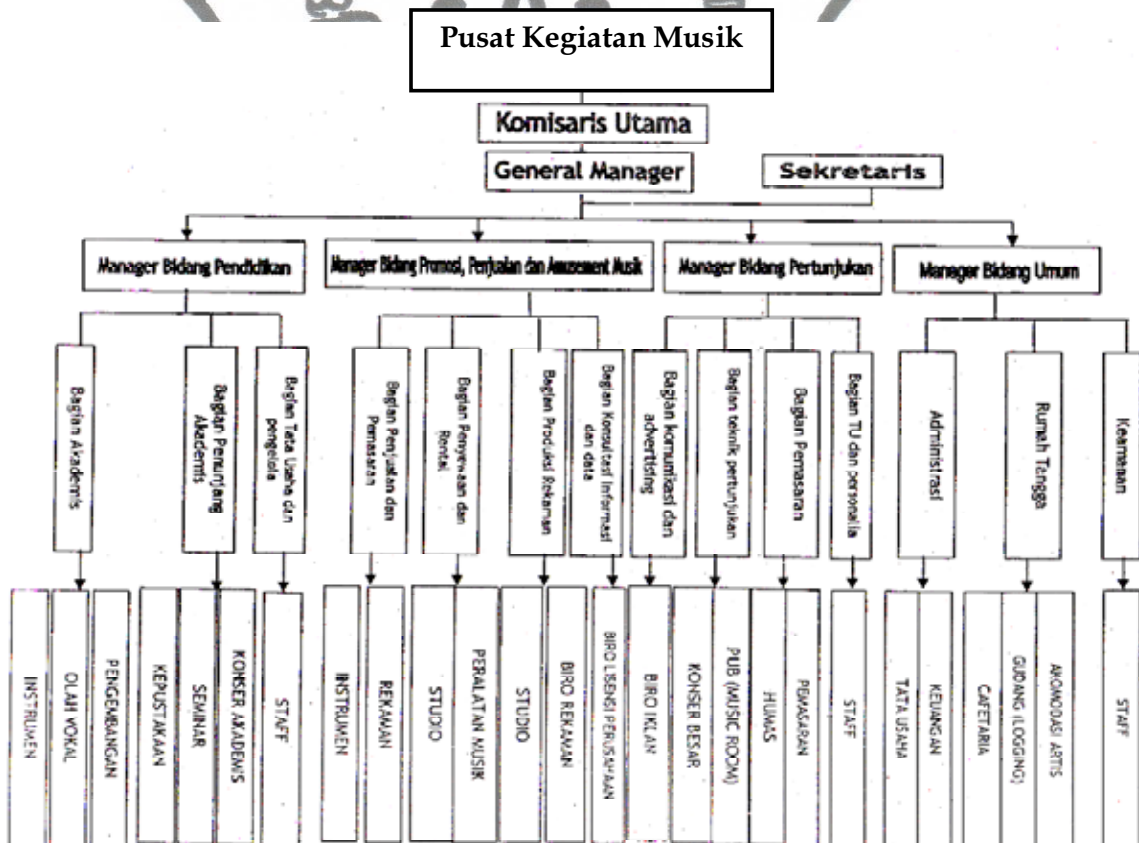 Pusat Kegiatan Musik
Komisaris Utama
General Manager
Sekretaris
Manager Bidang Pendidikan
Manager Bidang Promosi, Penjualan dan Amusement Musik
Manager Bidang Pertunjukan
Manager Bidang Umum
Bagian Akademis
Bagian Penunjang
Akademis
Bagian Tata Usaha dan
pengelola
Bagian Penjualan dan
Pemasaran
Bagian Penyewaan dan
Rental
Bagian Produksi Rekaman
Bagian Konsultasi Informasi
dan data
Bagian komunikasi dan
advertising
Bagian teknik pertunjukan
Bagian Pemasaran
Bagian TU dan personalia
Administrasi
Rumah Tangga
Keamanan
INSTRUMEN
OLAH VOKAL
PENGEMBANGAN
KEPUSTAKAAN
SEMINAR
KONSER AKADEMIS
STAFF
INSTRUMEN
REKAMAN
STUDIO
PERALATAN MUSIK
STUDIO
BIRO REKAMAN
BIRO LISENSI PERUSAHAAN
BIRO IKLAN
KONSER BESAR
PUB (MUSIC ROOM)
HUMAS
PEMASARAN
STAFF
TATA USAHA
KEUANGAN
CAFETARIA
GUDANG (LOGGING)
AKOMODASI ARTIS
STAFF